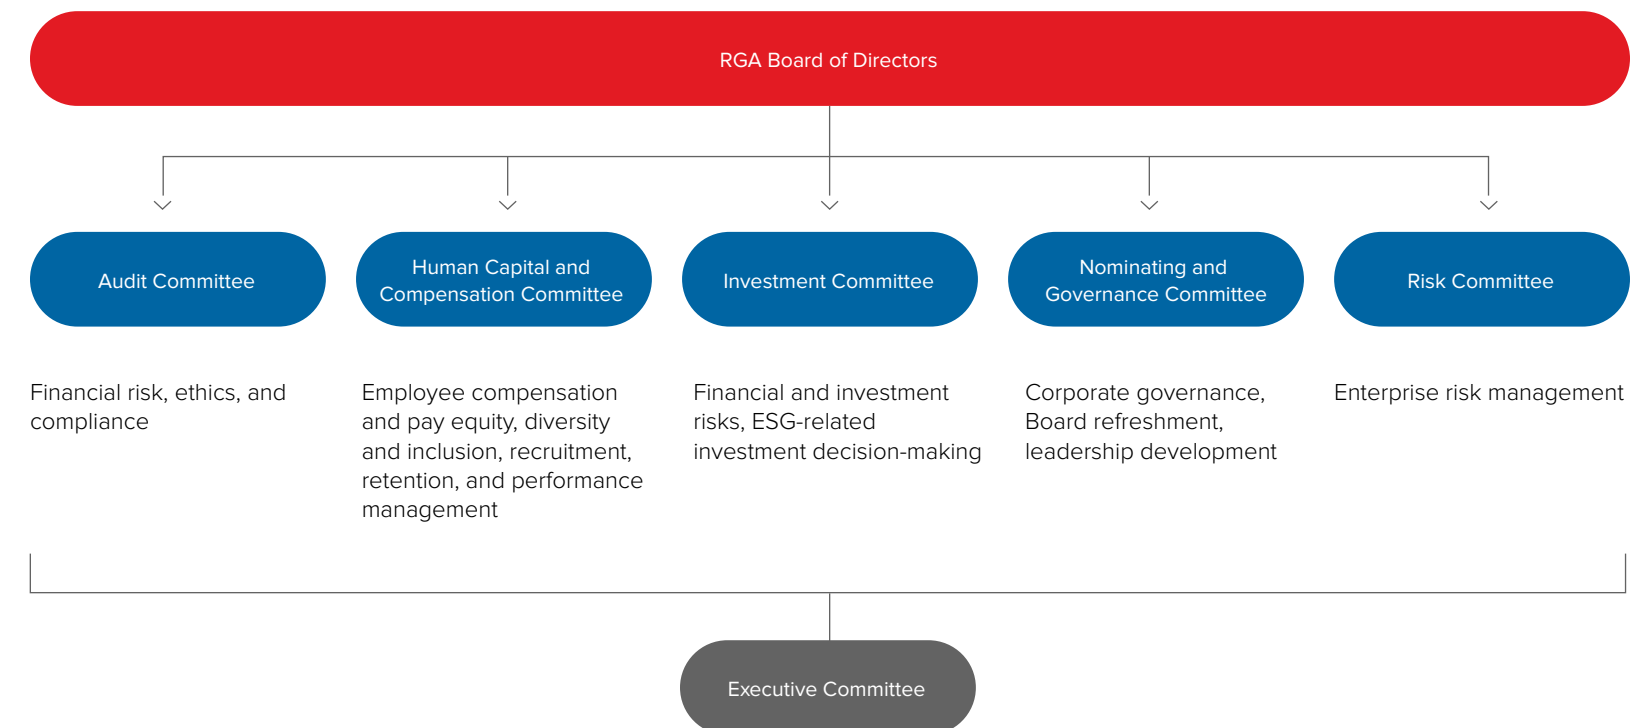 RGA Board of Directors
Audit Committee
Human Capital and
Compensation Committee
Investment Committee
Nominating and
Governance Committee
Risk Committee
Financial risk, ethics, and
compliance
Employee compensation
and pay equity, diversity
and inclusion, recruitment,
retention, and performance
management
Financial and investment
risks, ESG-related
investment decision-making
Corporate governance,
Board refreshment,
leadership development
Enterprise risk management
Executive Committee